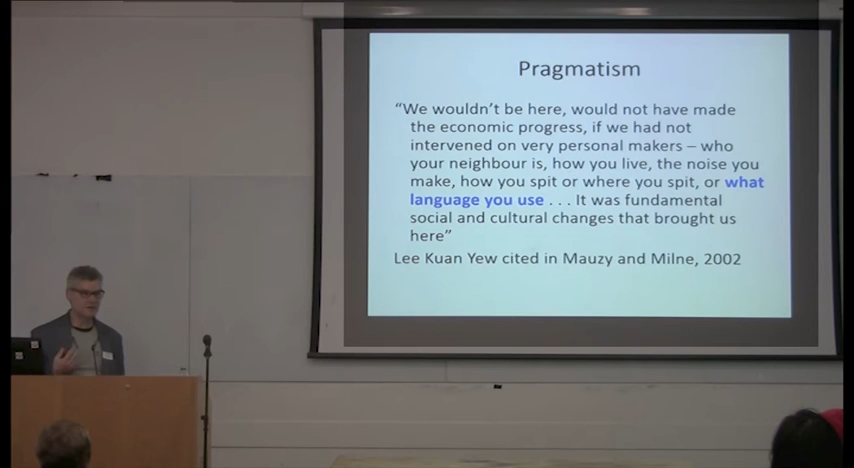 Pragmatism
“We wouldn’t be here, would not have made
the economic progress, if we had not
intervened on very personal makers – who
your neighbour is, how you live, the noise you
make, how you spit or where you spit, or what
language you use . . . It was fundamental
social and cultural changes that brought us
here”
Lee Kuan Yew cited in Mauzy and Milne, 2002